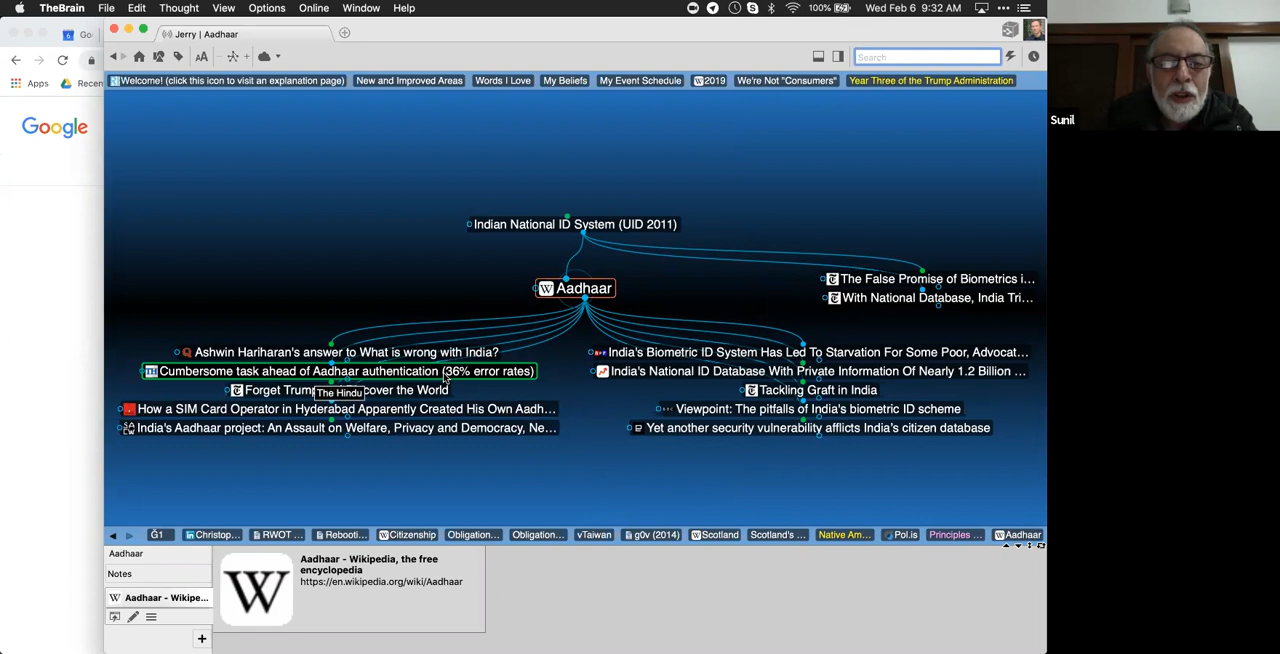 TheBrain File Edit Thought View Options Online Window Help 100% Wed Feb 6 9:32 AM
Go
Jerry | Aadhaar
AA
Search
Apps Recen
Welcome! (click this icon to visit an explanation page) New and Improved Areas Words I Love My Beliefs My Event Schedule 2019 We're Not "Consumers" Year Three of the Trump Administration
Google
Sunil
Indian National ID System (UID 2011)
The False Promise of Biometrics i...
Aadhaar
With National Database, India Tri...
Ashwin Hariharan's answer to What is wrong with India?
India's Biometric ID System Has Led To Starvation For Some Poor, Advocat...
Cumbersome task ahead of Aadhaar authentication (36% error rates)
India's National ID Database With Private Information Of Nearly 1.2 Billion ...
Forget Trump cover the World
Tackling Graft in India
The Hindu
How a SIM Card Operator in Hyderabad Apparently Created His Own Aadh...
Viewpoint: The pitfalls of India's biometric ID scheme
India's Aadhaar project: An Assault on Welfare, Privacy and Democracy, Ne...
Yet another security vulnerability afflicts India's citizen database
Ğ1 Christop... RWOT ... Rebooti... Citizenship Obligation... Obligation... vTaiwan g0v (2014) Scotland Scotland's ... Native Am... Pol.is Principles ... Aadhaar
Aadhaar
Notes
Aadhaar - Wikipe...
W
Aadhaar - Wikipedia, the free
encyclopedia
https://en.wikipedia.org/wiki/Aadhaar